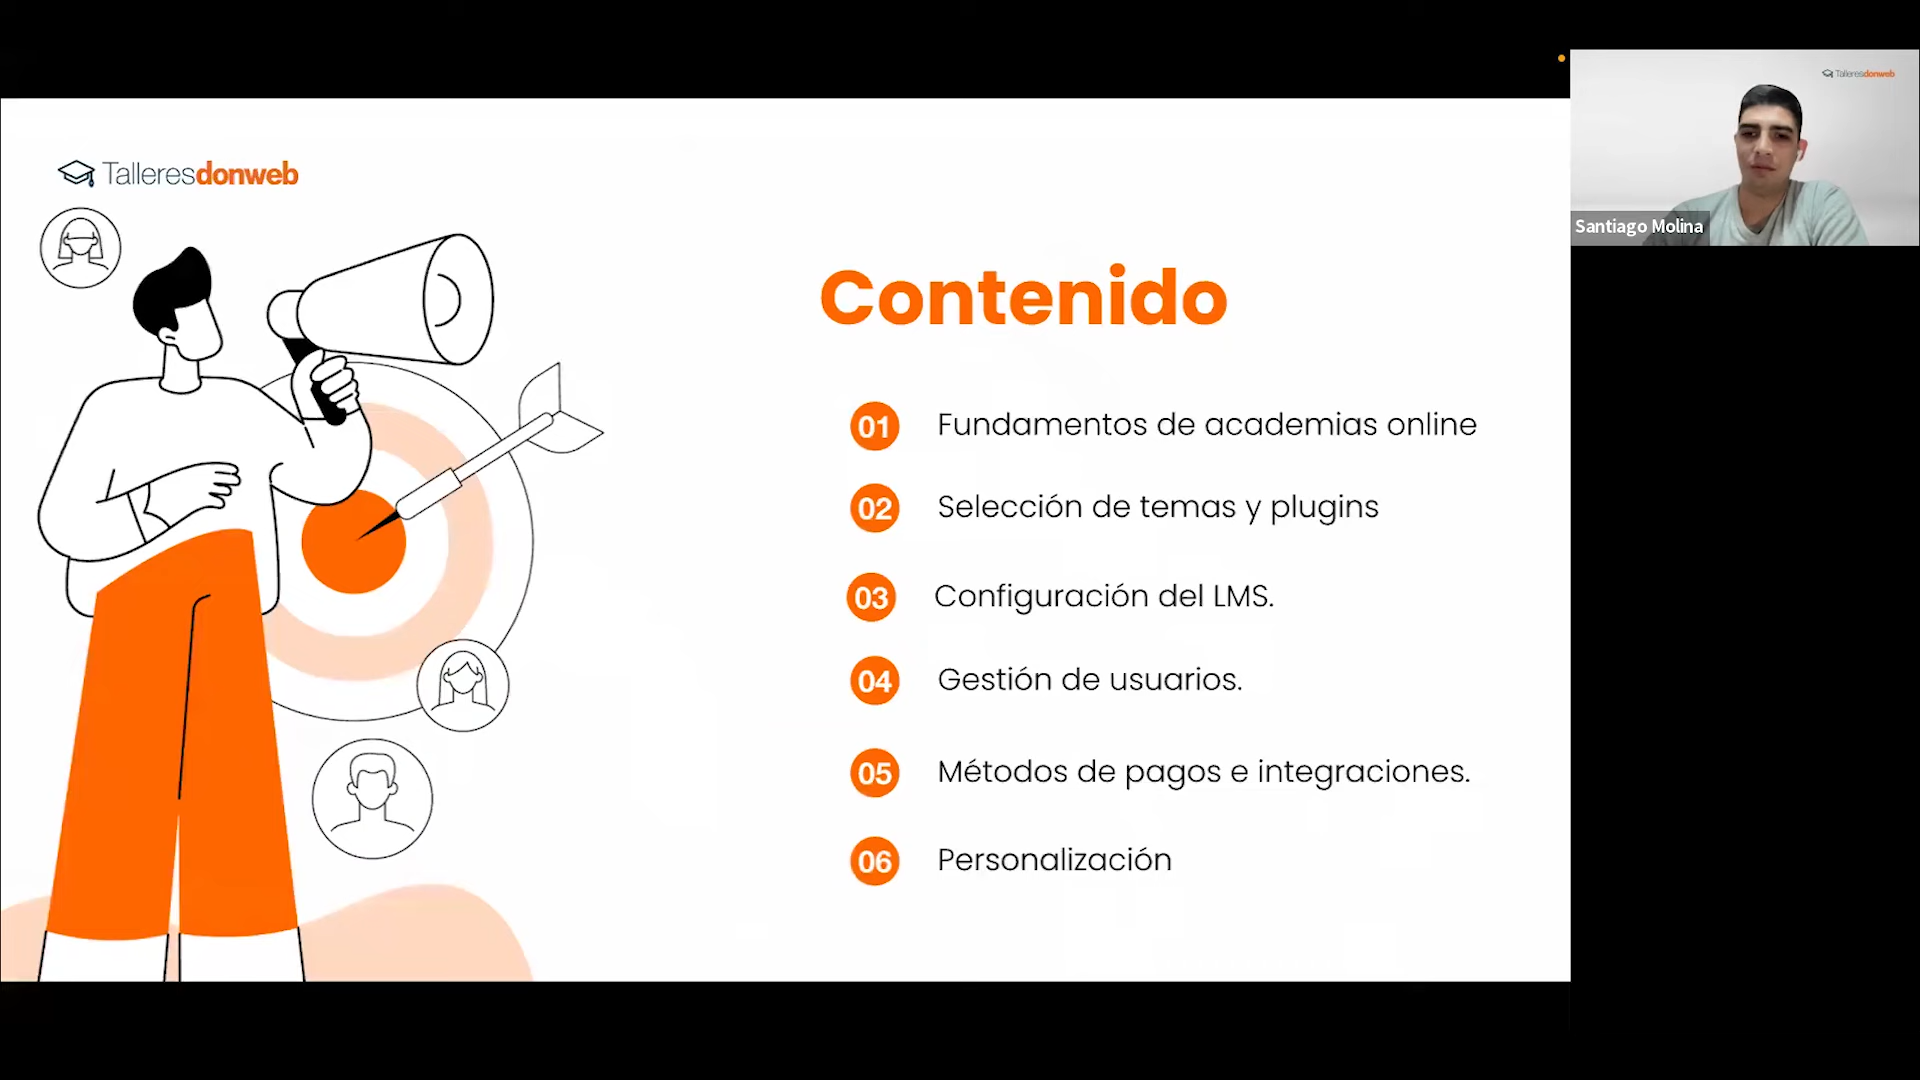 Talleresdonweb
Contenido
01 Fundamentos de academias online
02 Selección de temas y plugins
03 Configuración del LMS.
04 Gestión de usuarios.
05 Métodos de pagos e integraciones.
06 Personalización
Talleresdonweb
Santiago Molina